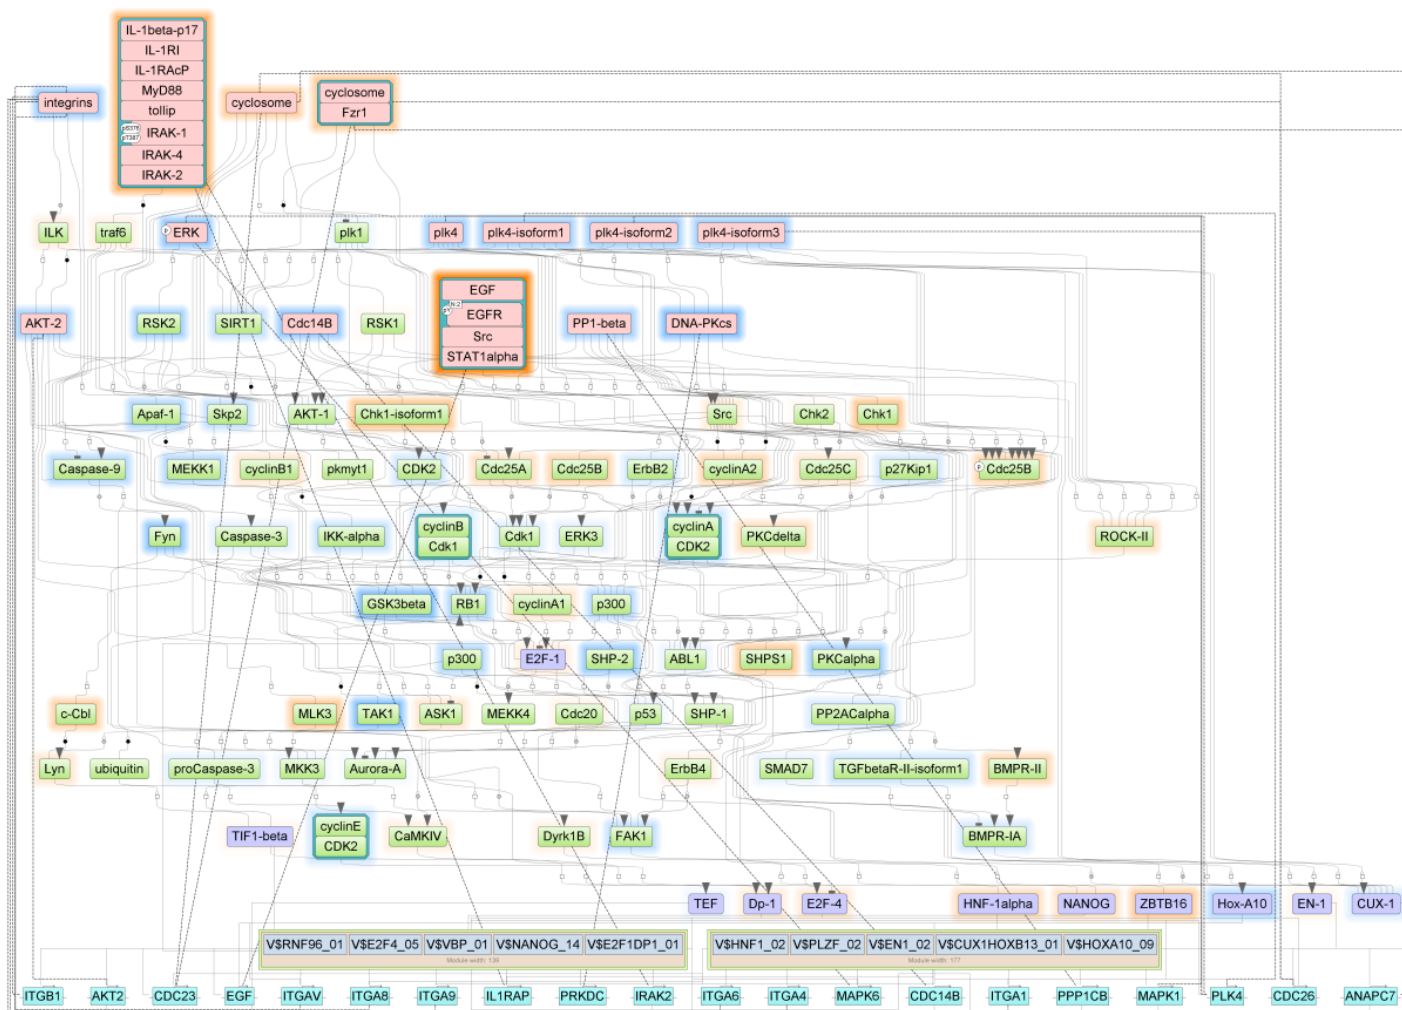 IL-1beta-p17
IL-1RI
IL-1RAcP
MyD88
tollip
IRAK-1
IRAK-4
IRAK-2
integrins
cyclosome
cyclosome
Fzr1
ILK
traf6
p
ERK
plk1
plk4
plk4-isoform1
plk4-isoform2
plk4-isoform3
EGF
EGFR
Src
STAT1alpha
AKT-2
RSK2
SIRT1
Cdc14B
RSK1
PP1-beta
DNA-PKcs
Apaf-1
Skp2
AKT-1
Chk1-isoform1
Src
Chk2
Chk1
Caspase-9
MEKK1
cyclinB1
pkmyt1
CDK2
Cdc25A
Cdc25B
ErbB2
cyclinA2
Cdc25C
p27Kip1
p
Cdc25B
Fyn
Caspase-3
IKK-alpha
cyclinB
Cdk1
Cdk1
ERK3
cyclinA
CDK2
PKCdelta
ROCK-II
GSK3beta
RB1
cyclinA1
p300
p300
E2F-1
SHP-2
ABL1
SHPS1
PKCalpha
c-Cbl
MLK3
TAK1
ASK1
MEKK4
Cdc20
p53
SHP-1
PP2ACalpha
Lyn
ubiquitin
proCaspase-3
MKK3
Aurora-A
ErbB4
SMAD7
TGFbetaR-II-isoform1
BMPR-II
TIF1-beta
cyclinE
CDK2
CaMKIV
Dyrk1B
FAK1
BMPR-IA
TEF
Dp-1
E2F-4
HNF-1alpha
NANOG
ZBTB16
Hox-A10
EN-1
CUX-1
V$RNF96_01
V$E2F4_05
V$VBP_01
V$NANOG_14
V$E2F1DP1_01
Module width: 139
V$HNF1_02
V$PLZF_02
V$EN1_02
V$CUX1HOXB13_01
V$HOXA10_09
Module width: 177
ITGB1
AKT2
CDC23
EGF
ITGAV
ITGA8
ITGA9
IL1RAP
PRKDC
IRAK2
ITGA6
ITGA4
MAPK6
CDC14B
ITGA1
PPP1CB
MAPK1
PLK4
CDC26
ANAPC7